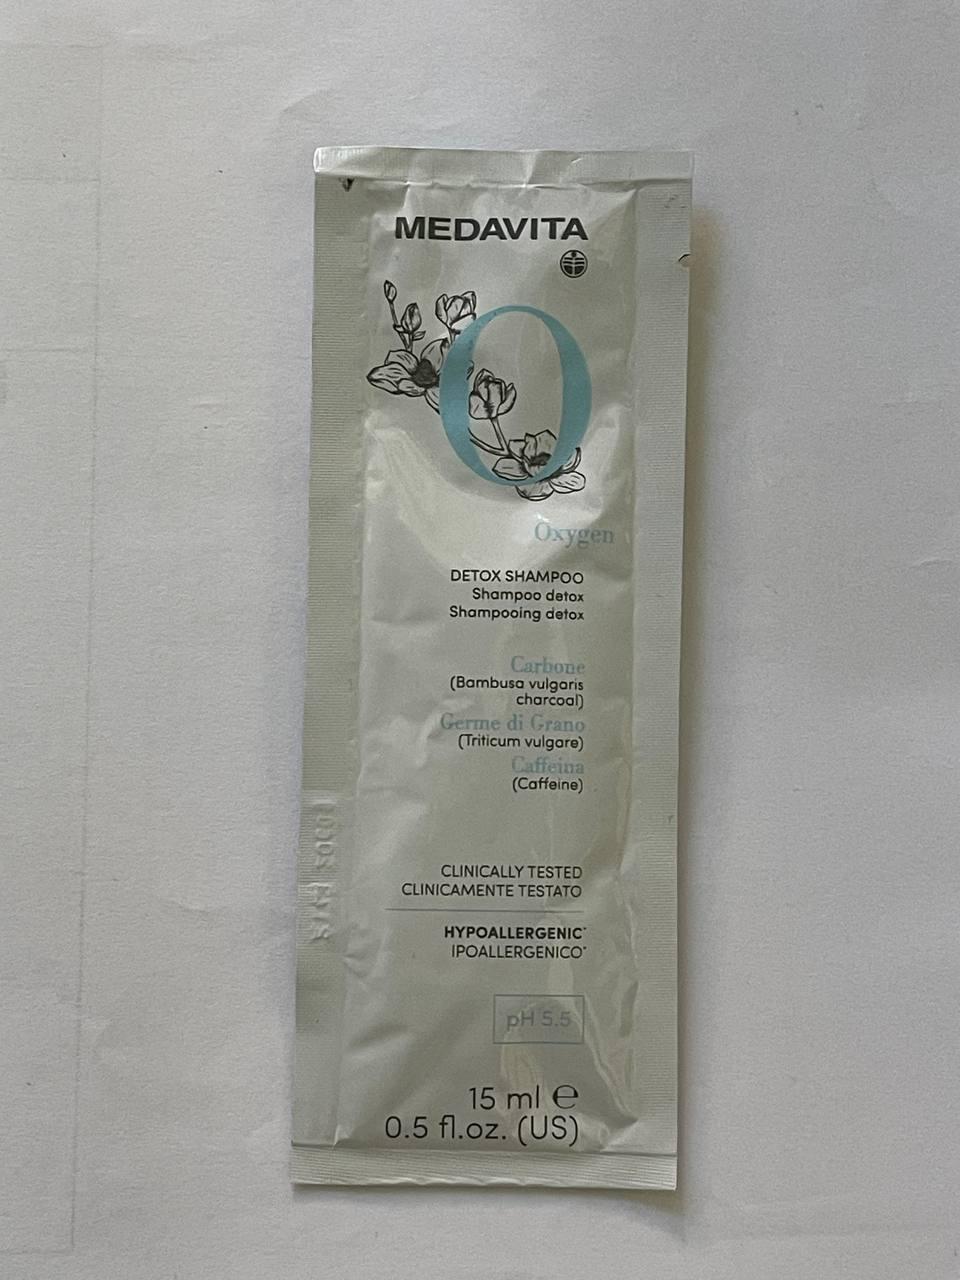 MEDAVITA
O
Oxygen
DETOX SHAMPOO
Shampoo detox
Shampooing detox
Carbone
(Bambusa vulgaris
charcoal)
Germe di Grano
(Triticum vulgare)
Caffeina
(Caffeine)
CLINICALLY TESTED
CLINICAMENTE TESTATO
HYPOALLERGENIC*
IPOALLERGENICO*
pH 5.5
15 ml ℮
0.5 fl.oz. (US)